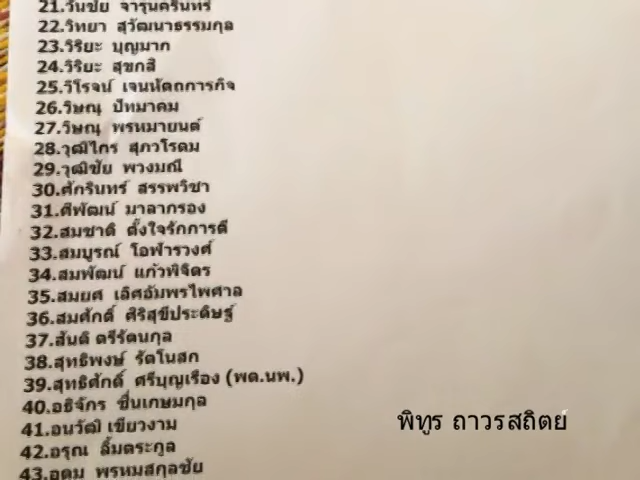 21.วันชัย จารุนครินทร์
22.วิทยา สุวัฒนาธรรมกุล
23.วิริยะ บุญมาก
24.วิริยะ สุขกสิ
25.วิโรจน์ เจนหัตถการกิจ
26.วิษณุ ปัทมาคม
27.วิษณุ พรหมายนต์
28.วุฒิไกร สุภวโรดม
29.วุฒิชัย พวงมณี
30.ศักรินทร์ สรรพวิชา
31.ศิพัฒน์ มาลากรอง
32.สมชาติ ตั้งใจรักการดี
33.สมบูรณ์ โอฬารวงศ์
34.สมพัฒน์ แก้วพิจิตร
35.สมยศ เลิศอัมพรไพศาล
36.สมศักดิ์ ศิริสุขีประดิษฐ์
37.สันติ ตรีรัตนกุล
38.สุทธิพงษ์ รัตโนสถ
39.สุทธิศักดิ์ ศรีบุญเรือง (พต.นพ.)
40.อธิจักร ชื่นเกษมกุล
41.อนวัฒิ เขียวงาม
42.อรุณ ลิ้มตระกูล
43.อุดม พรหมสกุลชัย
พิทูร ถาวรสถิตย์